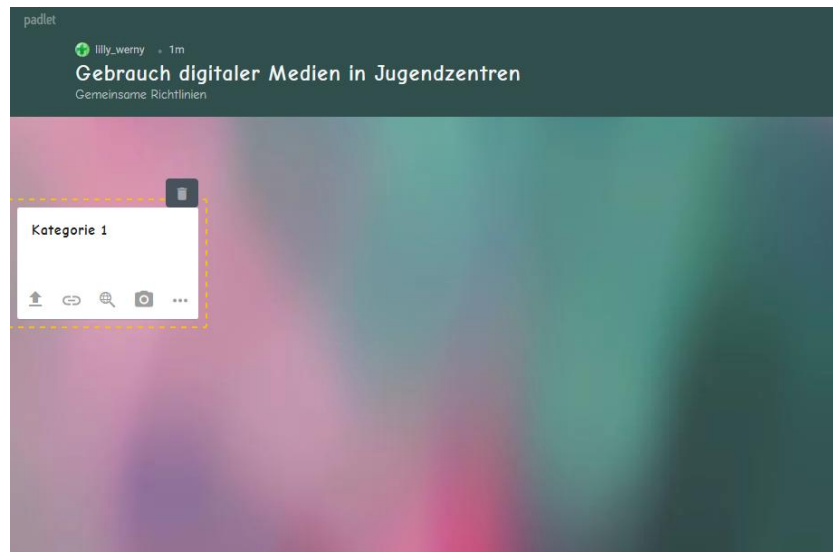 padlet
lilly_werny • 1m
Gebrauch digitaler Medien in Jugendzentren
Gemeinsame Richtlinien
Kategorie 1